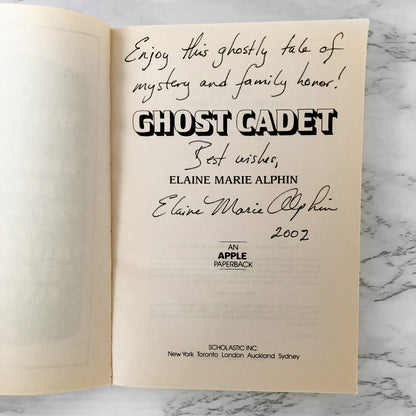 Enjoy this ghostly tale of
mystery and family honor!
GHOST CADET
Best wishes,
ELAINE MARIE ALPHIN
Elaine Marie Alphin
2002
AN
APPLE
PAPERBACK
SCHOLASTIC INC.
New York Toronto London Auckland Sydney